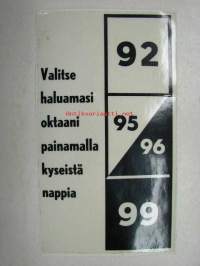 Valitse
haluamasi
oktaani
painamalla
kyseistä
nappia
92
95
96
99